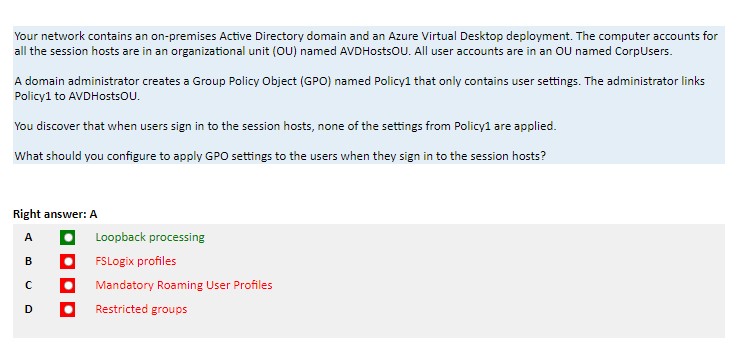 Your network contains an on-premises Active Directory domain and an Azure Virtual Desktop deployment. The computer accounts for
all the session hosts are in an organizational unit (OU) named AVDHostsOU. All user accounts are in an OU named CorpUsers.
A domain administrator creates a Group Policy Object (GPO) named Policy1 that only contains user settings. The administrator links
Policy1 to AVDHostsOU.
You discover that when users sign in to the session hosts, none of the settings from Policy1 are applied.
What should you configure to apply GPO settings to the users when they sign in to the session hosts?
Right answer: A
A Loopback processing
B FSLogix profiles
C Mandatory Roaming User Profiles
D Restricted groups